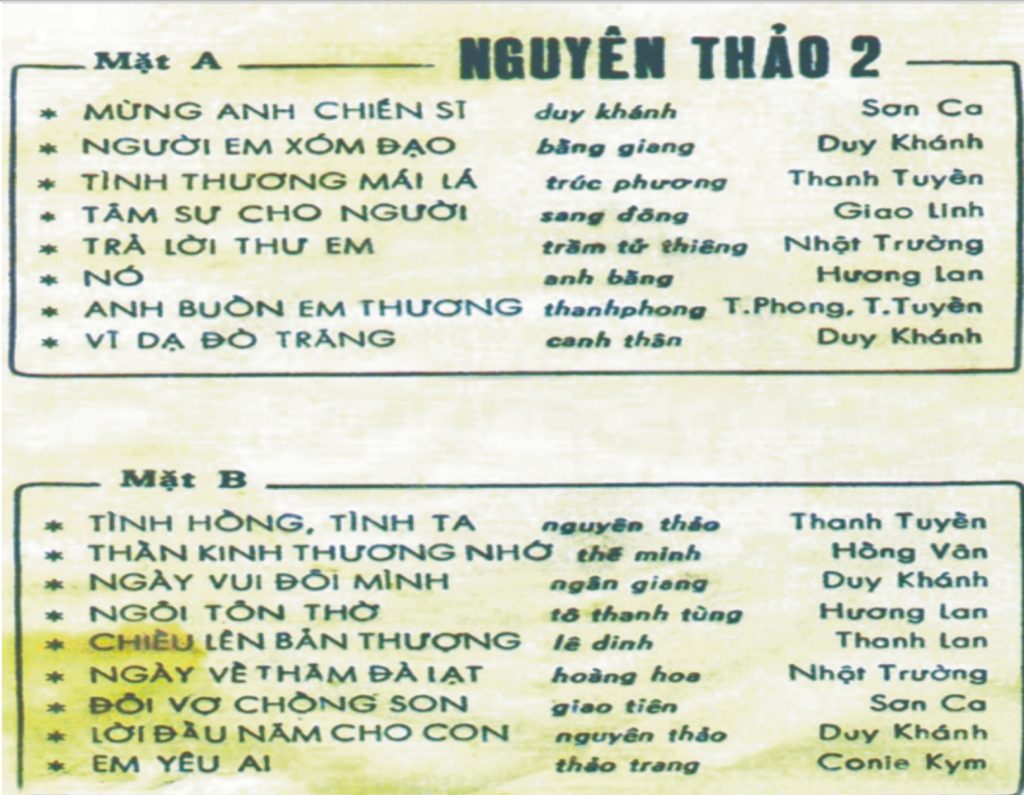 Mặt A NGUYÊN THẢO 2
* MỪNG ANH CHIẾN SĨ duy khánh Sơn Ca
* NGƯỜI EM XÓM ĐẠO bằng giang Duy Khánh
* TÌNH THƯƠNG MÁI LÁ trúc phương Thanh Tuyền
* TÂM SỰ CHO NGƯỜI sang đông Giao Linh
* TRẢ LỜI THƯ EM trầm tử thiêng Nhật Trường
* NÓ anh bằng Hương Lan
* ANH BUỒN EM THƯƠNG thanhphong T.Phong, T.Tuyền
* VĨ DẠ ĐÒ TRĂNG canh thân Duy Khánh
Mặt B
* TÌNH HỒNG, TÌNH TA nguyên thảo Thanh Tuyền
* THẦN KINH THƯƠNG NHỚ thế minh Hồng Vân
* NGÀY VUI ĐÔI MÌNH ngân giang Duy Khánh
* NGÔI TÔN THỜ tô thanh tùng Hương Lan
* CHIỀU LÊN BẢN THƯỢNG lê dinh Thanh Lan
* NGÀY VỀ THĂM ĐÀ LẠT hoàng hoa Nhật Trường
* ĐÔI VỢ CHỒNG SON giao tiên Sơn Ca
* LỜI ĐẦU NĂM CHO CON nguyên thảo Duy Khánh
* EM YÊU AI thảo trang Conie Kym